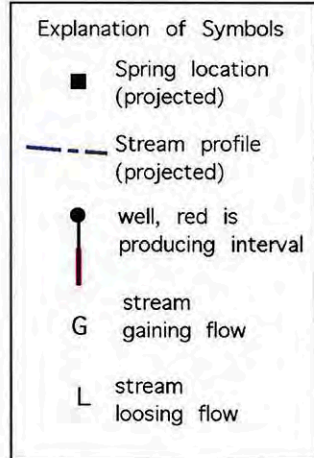 Explanation of Symbols
Spring location
(projected)
Stream profile
(projected)
well, red is
producing interval
G
stream
gaining flow
L
stream
loosing flow